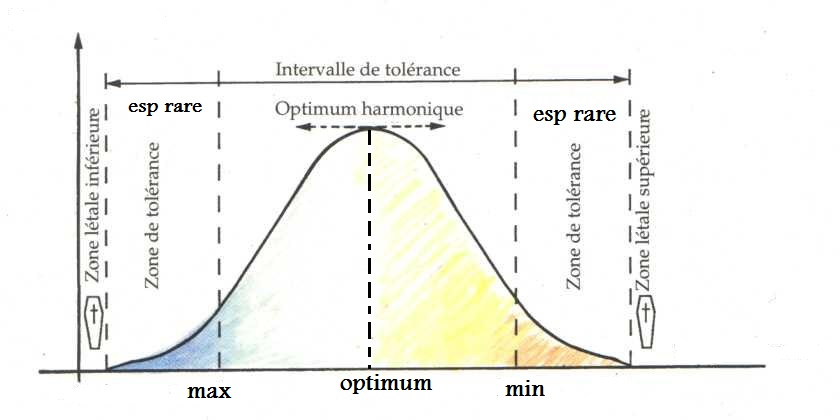 Intervalle de tolérance
esp rare
Optimum harmonique
esp rare
Zone létale inférieure
Zone de tolérance
Zone de tolérance
Zone létale supérieure
max
optimum
min